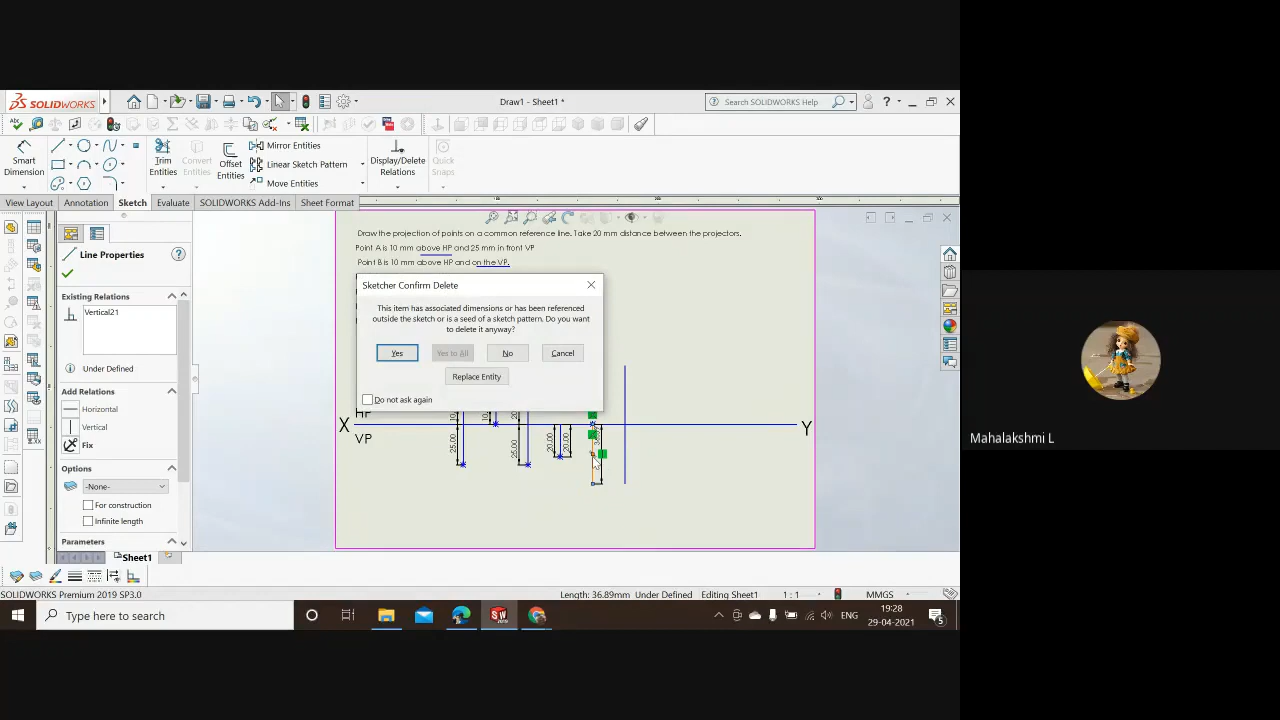 SOLIDWORKS
Draw1 - Sheet1 *
Search SOLIDWORKS Help
Smart Dimension
Trim Entities
Convert Entities
Offset Entities
Mirror Entities
Linear Sketch Pattern
Move Entities
Display/Delete Relations
Quick Snaps
View Layout
Annotation
Sketch
Evaluate
SOLIDWORKS Add-Ins
Sheet Format
Line Properties
Existing Relations
Vertical21
Under Defined
Add Relations
Horizontal
Vertical
Fix
Options
-None-
For construction
Infinite length
Parameters
Draw the projection of points on a common reference line. Take 20 mm distance between the projectors.
Point A is 10 mm above HP and 25 mm in front VP
Point B is 10 mm above HP and on the VP.
Sketcher Confirm Delete
This item has associated dimensions or has been referenced
outside the sketch or is a seed of a sketch pattern. Do you want
to delete it anyway?
Yes
Yes to All
No
Cancel
Replace Entity
Do not ask again
HP
X
Y
VP
25.00
25.00
20.00
20.00
Sheet1
SOLIDWORKS Premium 2019 SP3.0
Length: 36.89mm
Under Defined
Editing Sheet1
1 : 1
MMGS
Type here to search
ENG
19:28
29-04-2021
5
Mahalakshmi L